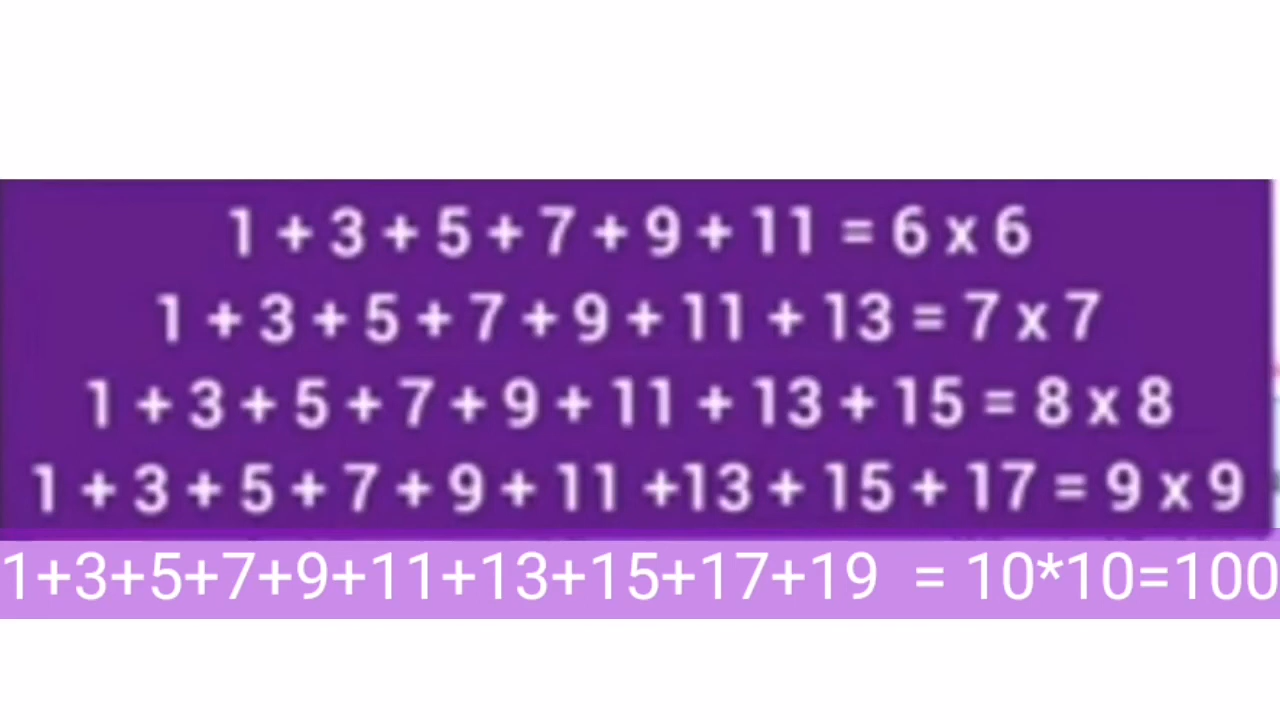 1 + 3 + 5 + 7 + 9 + 11 = 6 x 6
1 + 3 + 5 + 7 + 9 + 11 + 13 = 7 x 7
1 + 3 + 5 + 7 + 9 + 11 + 13 + 15 = 8 x 8
1 + 3 + 5 + 7 + 9 + 11 +13 + 15 + 17 = 9 x 9
1+3+5+7+9+11+13+15+17+19 = 10*10=100